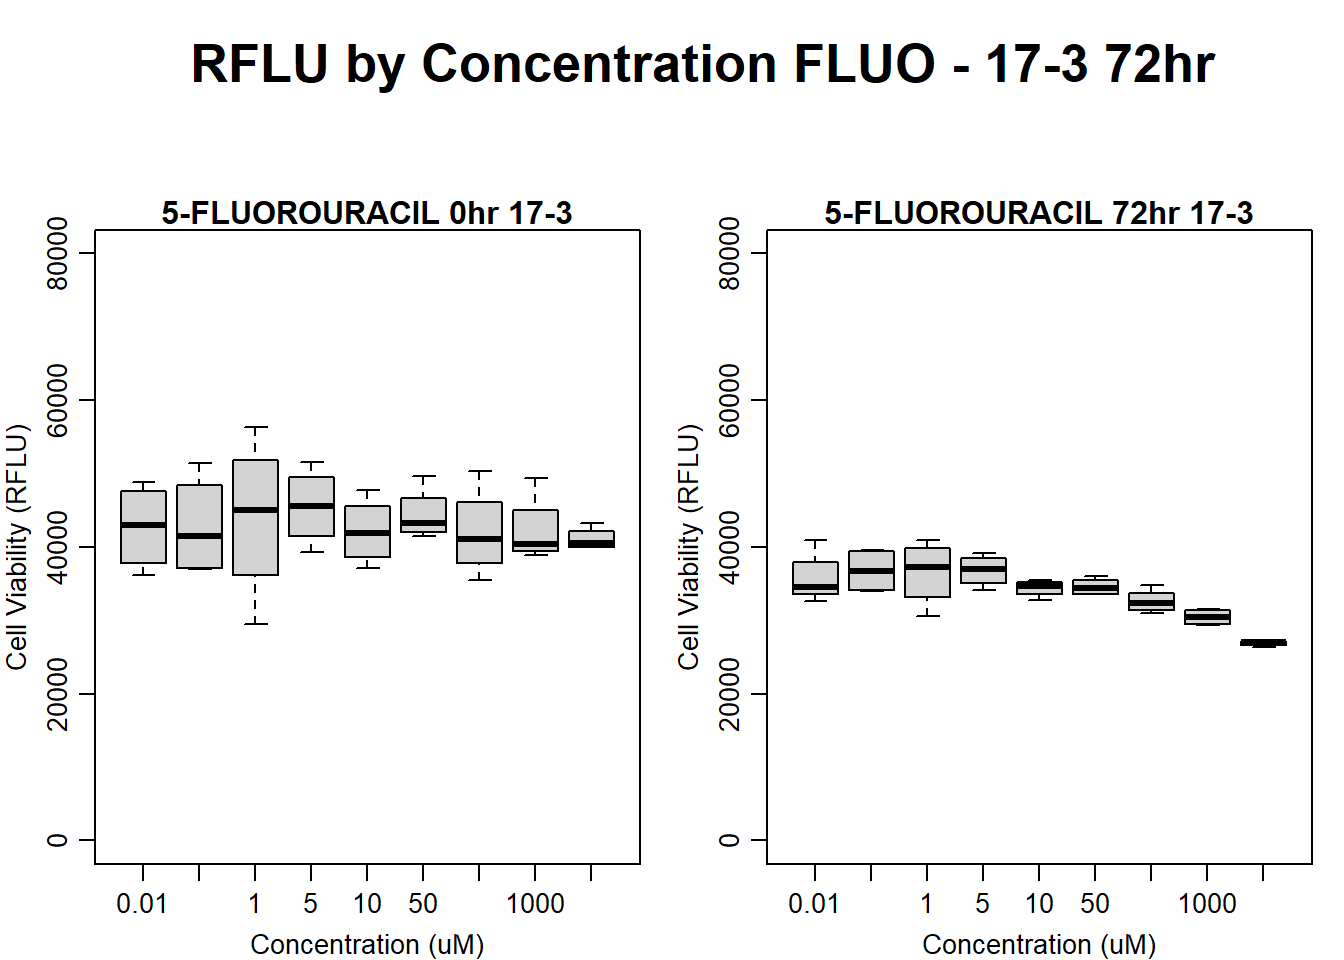 RFLU by Concentration FLUO - 17-3 72hr
5-FLUOROURACIL 0hr 17-3
Cell Viability (RFLU)
80000
60000
40000
20000
0
0.01 1 5 10 50 1000
Concentration (uM)
5-FLUOROURACIL 72hr 17-3
Cell Viability (RFLU)
80000
60000
40000
20000
0
0.01 1 5 10 50 1000
Concentration (uM)